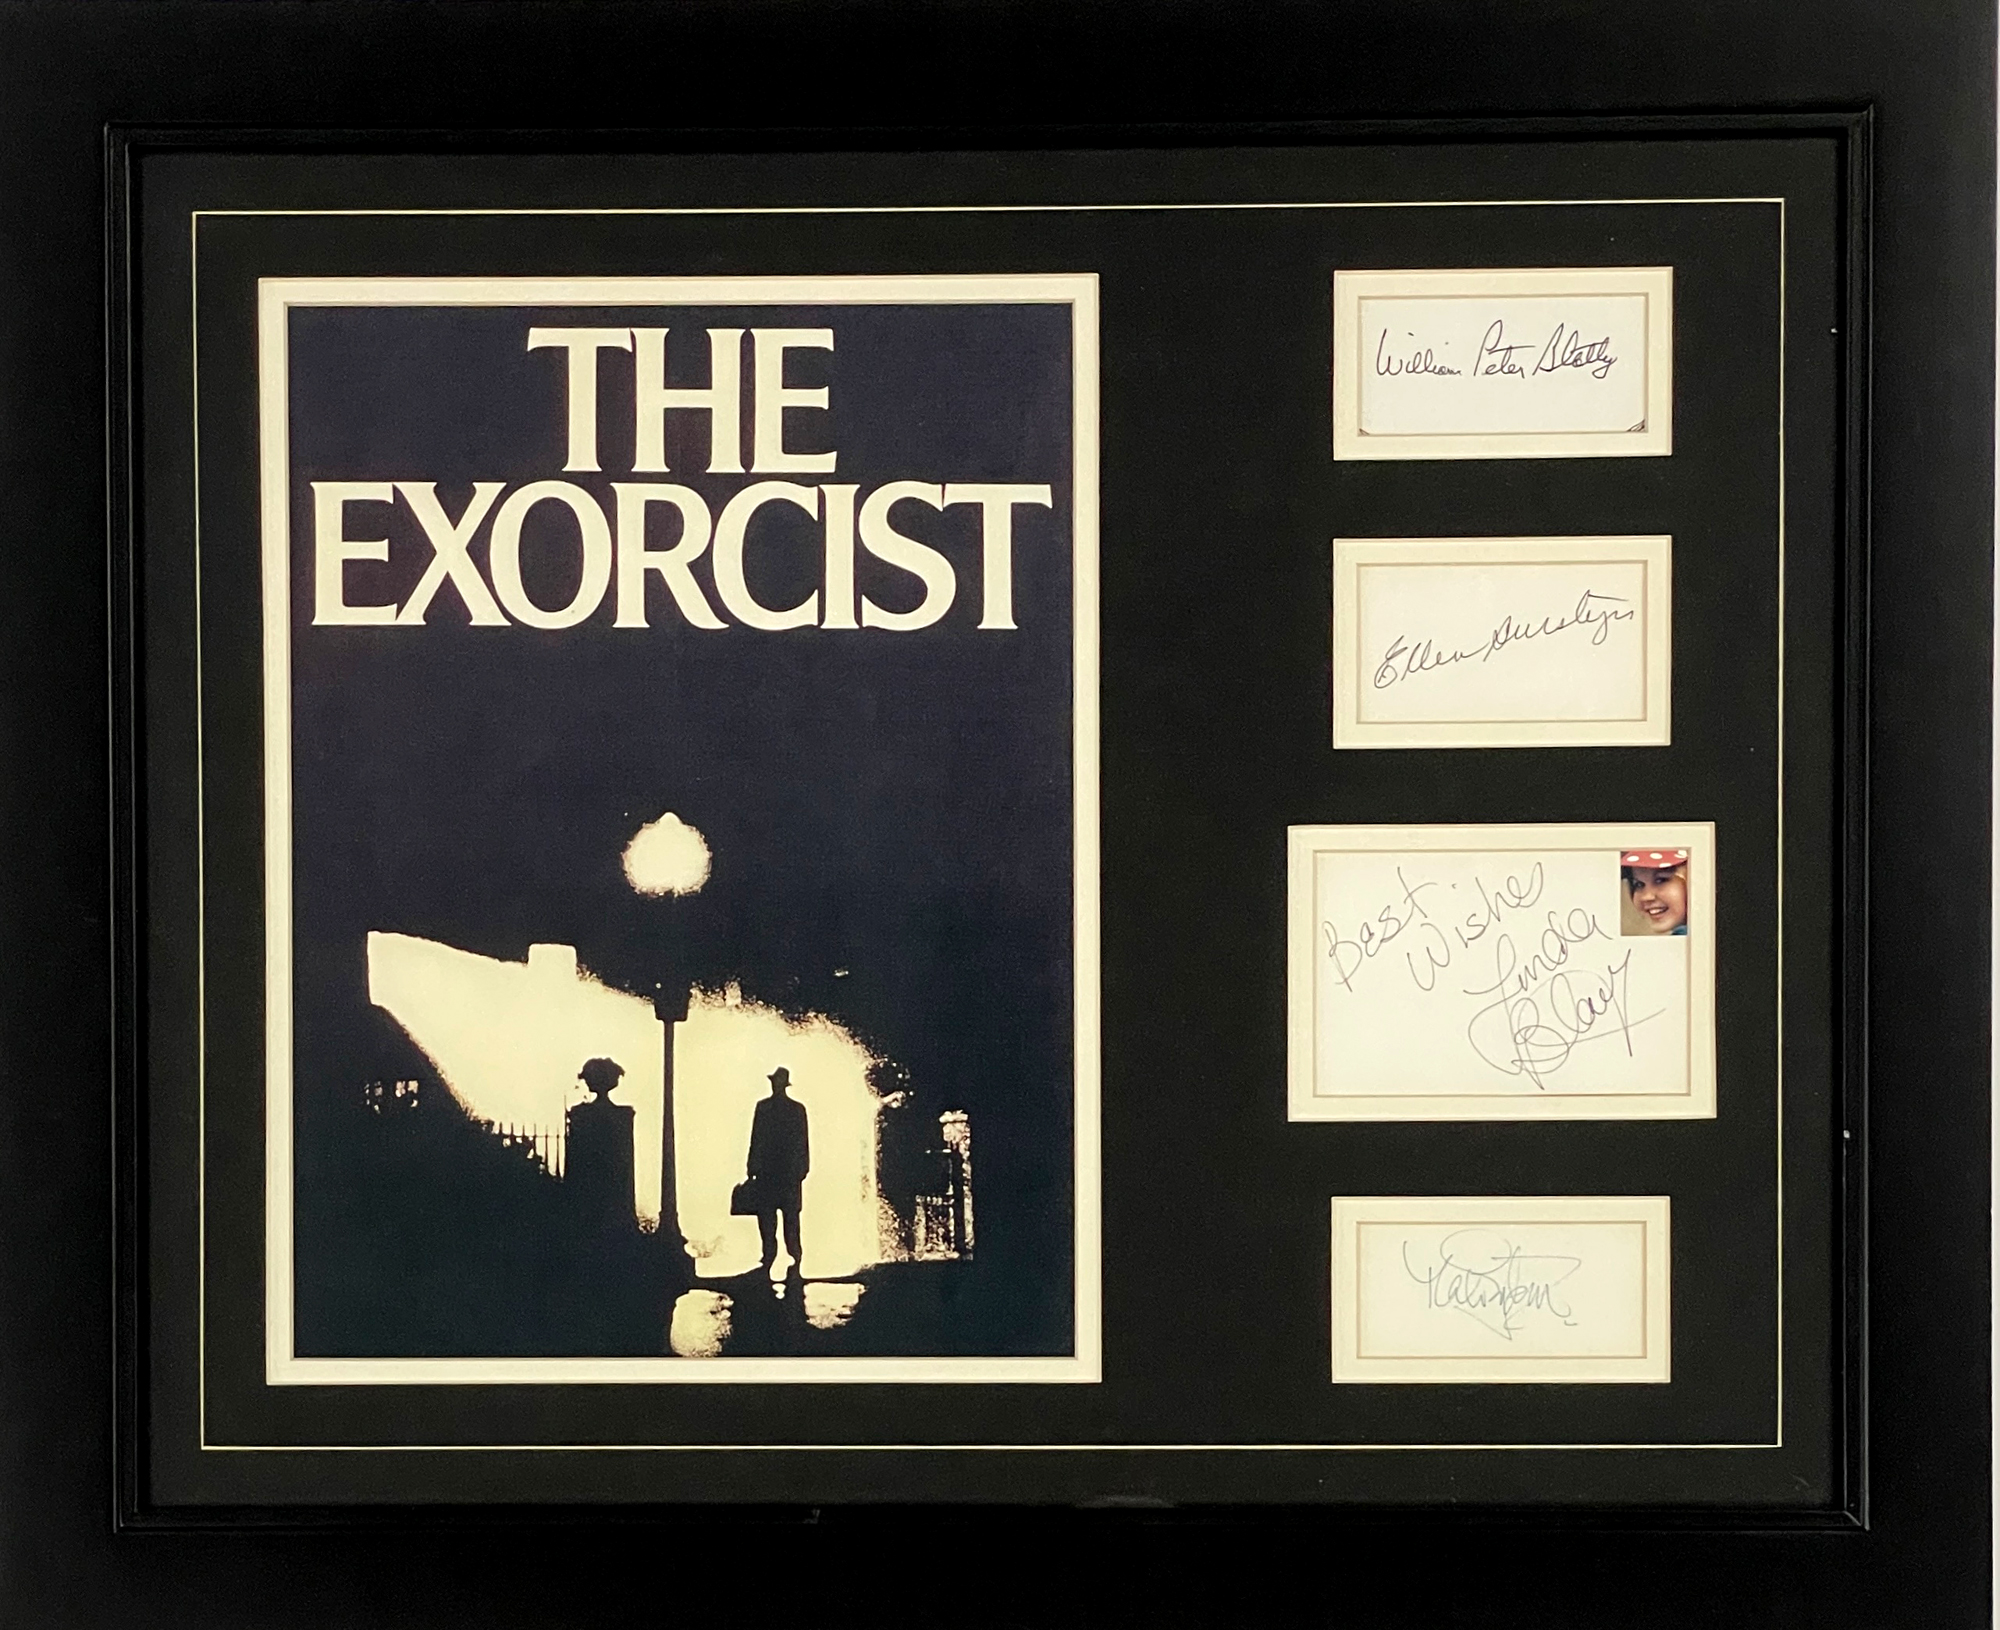 THE
EXORCIST
William Peter Blatty
Ellen Burstyn
Best
Wishes
Linda
Blair